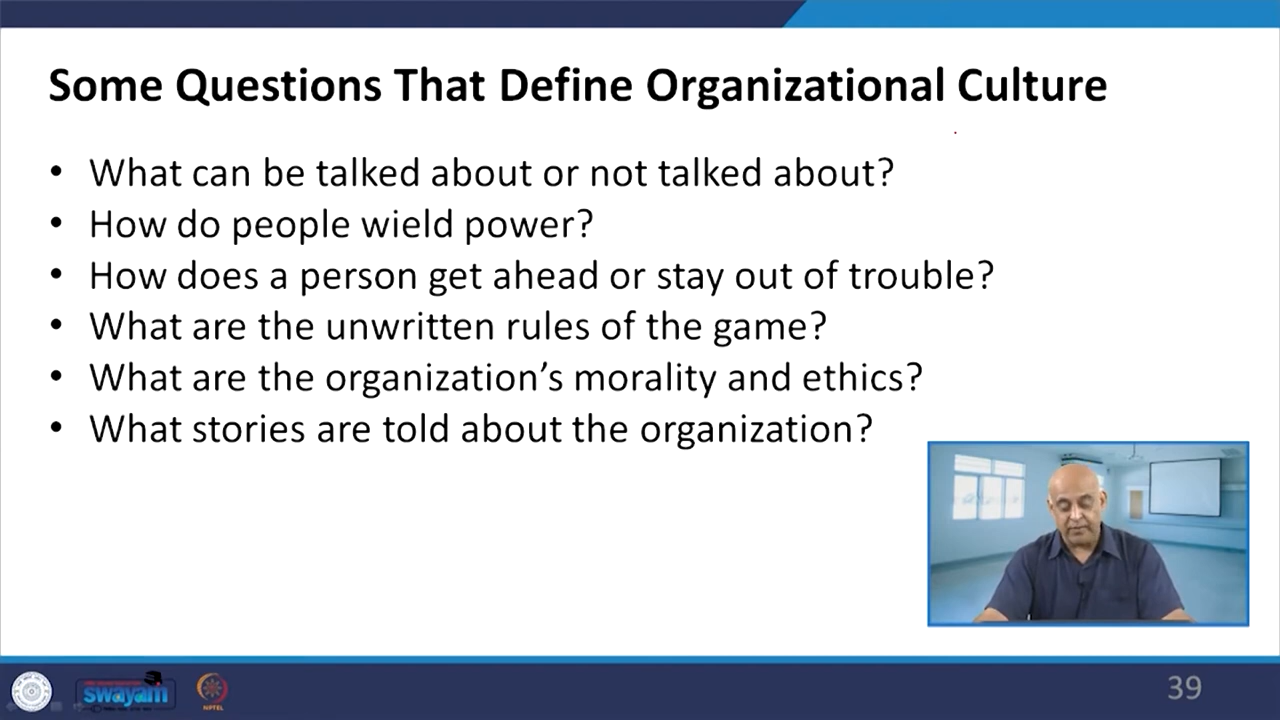 Some Questions That Define Organizational Culture
• What can be talked about or not talked about?
• How do people wield power?
• How does a person get ahead or stay out of trouble?
• What are the unwritten rules of the game?
• What are the organization’s morality and ethics?
• What stories are told about the organization?
swayam
NPTEL
39